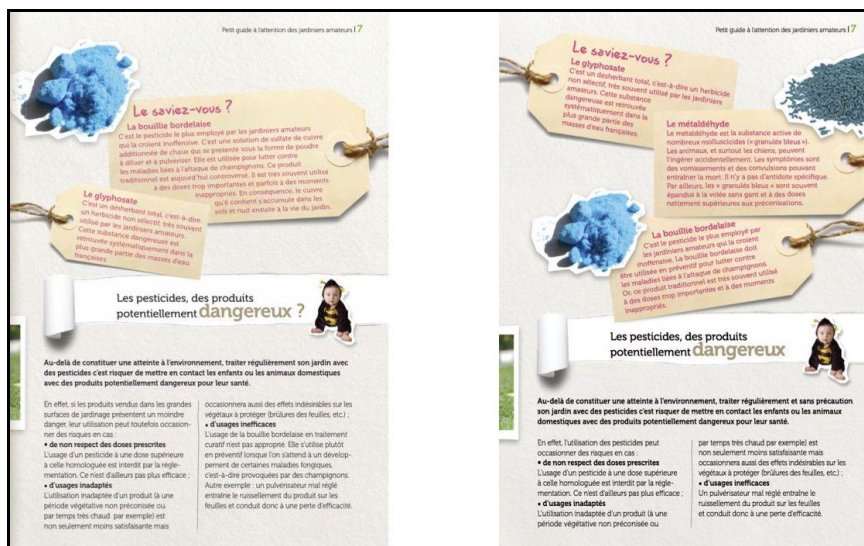 Petit guide à l'attention des jardiniers amateurs | 7
Le saviez-vous ?
La bouillie bordelaise
C'est le pesticide le plus employé par les jardiniers amateurs
qui la croient inoffensive. C'est une solution de sulfate de cuivre
additionnée de chaux qui se présente sous la forme de poudre
à diluer et à pulvériser. Elle est utilisée pour lutter contre
les maladies liées à l'attaque de champignons. Ce produit
traditionnel est aujourd'hui controversé. Il est très souvent utilisé
à des doses trop importantes et parfois à des moments
inappropriés. En conséquence, le cuivre
qu'il contient s'accumule dans les
sols et nuit ensuite à la vie du jardin.
Le glyphosate
C'est un désherbant total, c'est-à-dire
un herbicide non sélectif, très souvent
utilisé par les jardiniers amateurs.
Cette substance dangereuse est
retrouvée systématiquement dans la
plus grande partie des masses d'eau
françaises.
Les pesticides, des produits
potentiellement dangereux ?
Au-delà de constituer une atteinte à l'environnement, traiter régulièrement son jardin avec
des pesticides c'est risquer de mettre en contact les enfants ou les animaux domestiques
avec des produits potentiellement dangereux pour leur santé.
En effet, si les produits vendus dans les grandes
surfaces de jardinage présentent un moindre
danger, leur utilisation peut toutefois occasion-
ner des risques en cas :
• de non respect des doses prescrites
L'usage d'un pesticide à une dose supérieure
à celle homologuée est interdit par la régle-
mentation. Ce n'est d'ailleurs pas plus efficace ;
• d'usages inadaptés
L'utilisation inadaptée d'un produit (à une
période végétative non préconisée ou
par temps très chaud par exemple) est
non seulement moins satisfaisante mais
occasionnera aussi des effets indésirables sur les
végétaux à protéger (brûlures des feuilles, etc.) ;
• d'usages inefficaces
L'usage de la bouillie bordelaise en traitement
curatif n'est pas approprié. Elle s'utilise plutôt
en préventif lorsque l'on s'attend à un dévelop-
pement de certaines maladies fongiques,
c'est-à-dire provoquées par des champignons.
Autre exemple : un pulvérisateur mal réglé
entraîne le ruissellement du produit sur les
feuilles et conduit donc à une perte d'efficacité.
Petit guide à l'attention des jardiniers amateurs | 7
Le saviez-vous ?
Le glyphosate
C'est un désherbant total, c'est-à-dire un herbicide
non sélectif, très souvent utilisé par les jardiniers
amateurs. Cette substance
dangereuse est retrouvée
systématiquement dans la
plus grande partie des
masses d'eau françaises.
Le métaldéhyde
Le métaldéhyde est la substance active de
nombreux molluscicides (« granulés bleus »).
Les animaux, et surtout les chiens, peuvent
l'ingérer accidentellement. Les symptômes sont
des vomissements et des convulsions pouvant
entraîner la mort. Il n'y a pas d'antidote spécifique.
Par ailleurs, les « granulés bleus » sont souvent
épandus à la volée sans gant et à des doses
nettement supérieures aux préconisations.
La bouillie bordelaise
C'est le pesticide le plus employé par
les jardiniers amateurs qui la croient
inoffensive. La bouillie bordelaise doit
être utilisée en préventif pour lutter contre
les maladies liées à l'attaque de champignons.
Or, ce produit traditionnel est très souvent utilisé
à des doses trop importantes et à des moments
inappropriés.
Les pesticides, des produits
potentiellement dangereux
Au-delà de constituer une atteinte à l'environnement, traiter régulièrement et sans précaution
son jardin avec des pesticides c'est risquer de mettre en contact les enfants ou les animaux
domestiques avec des produits potentiellement dangereux pour leur santé.
En effet, l'utilisation des pesticides peut
occasionner des risques en cas :
• de non respect des doses prescrites
L'usage d'un pesticide à une dose supérieure
à celle homologuée est interdit par la régle-
mentation. Ce n'est d'ailleurs pas plus efficace ;
• d'usages inadaptés
L'utilisation inadaptée d'un produit (à une
période végétative non préconisée ou
par temps très chaud par exemple) est
non seulement moins satisfaisante mais
occasionnera aussi des effets indésirables sur les
végétaux à protéger (brûlures des feuilles, etc.) ;
• d'usages inefficaces
Un pulvérisateur mal réglé entraîne le
ruissellement du produit sur les feuilles
et conduit donc à une perte d'efficacité.